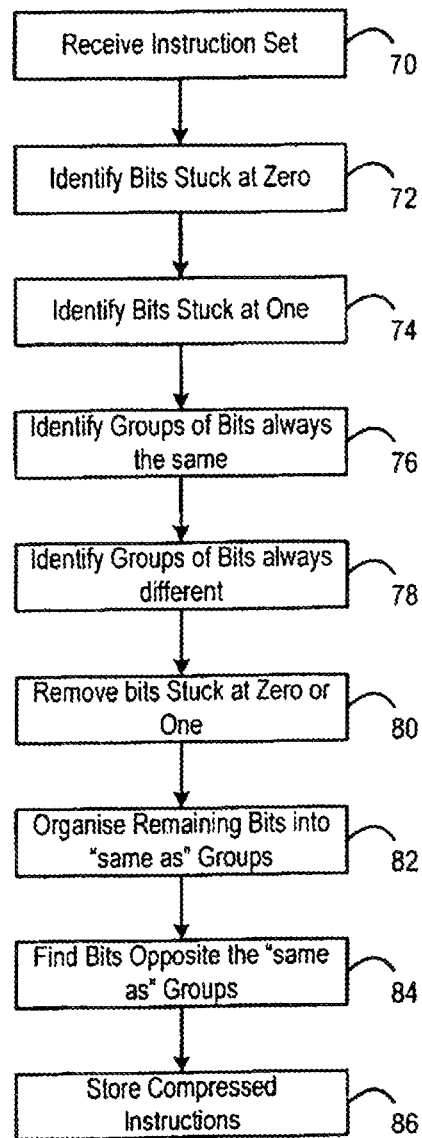 Receive Instruction Set
70
Identify Bits Stuck at Zero
72
Identify Bits Stuck at One
74
Identify Groups of Bits always
the same
76
Identify Groups of Bits always
different
78
Remove bits Stuck at Zero or
One
80
Organise Remaining Bits into
"same as" Groups
82
Find Bits Opposite the "same
as" Groups
84
Store Compressed
Instructions
86